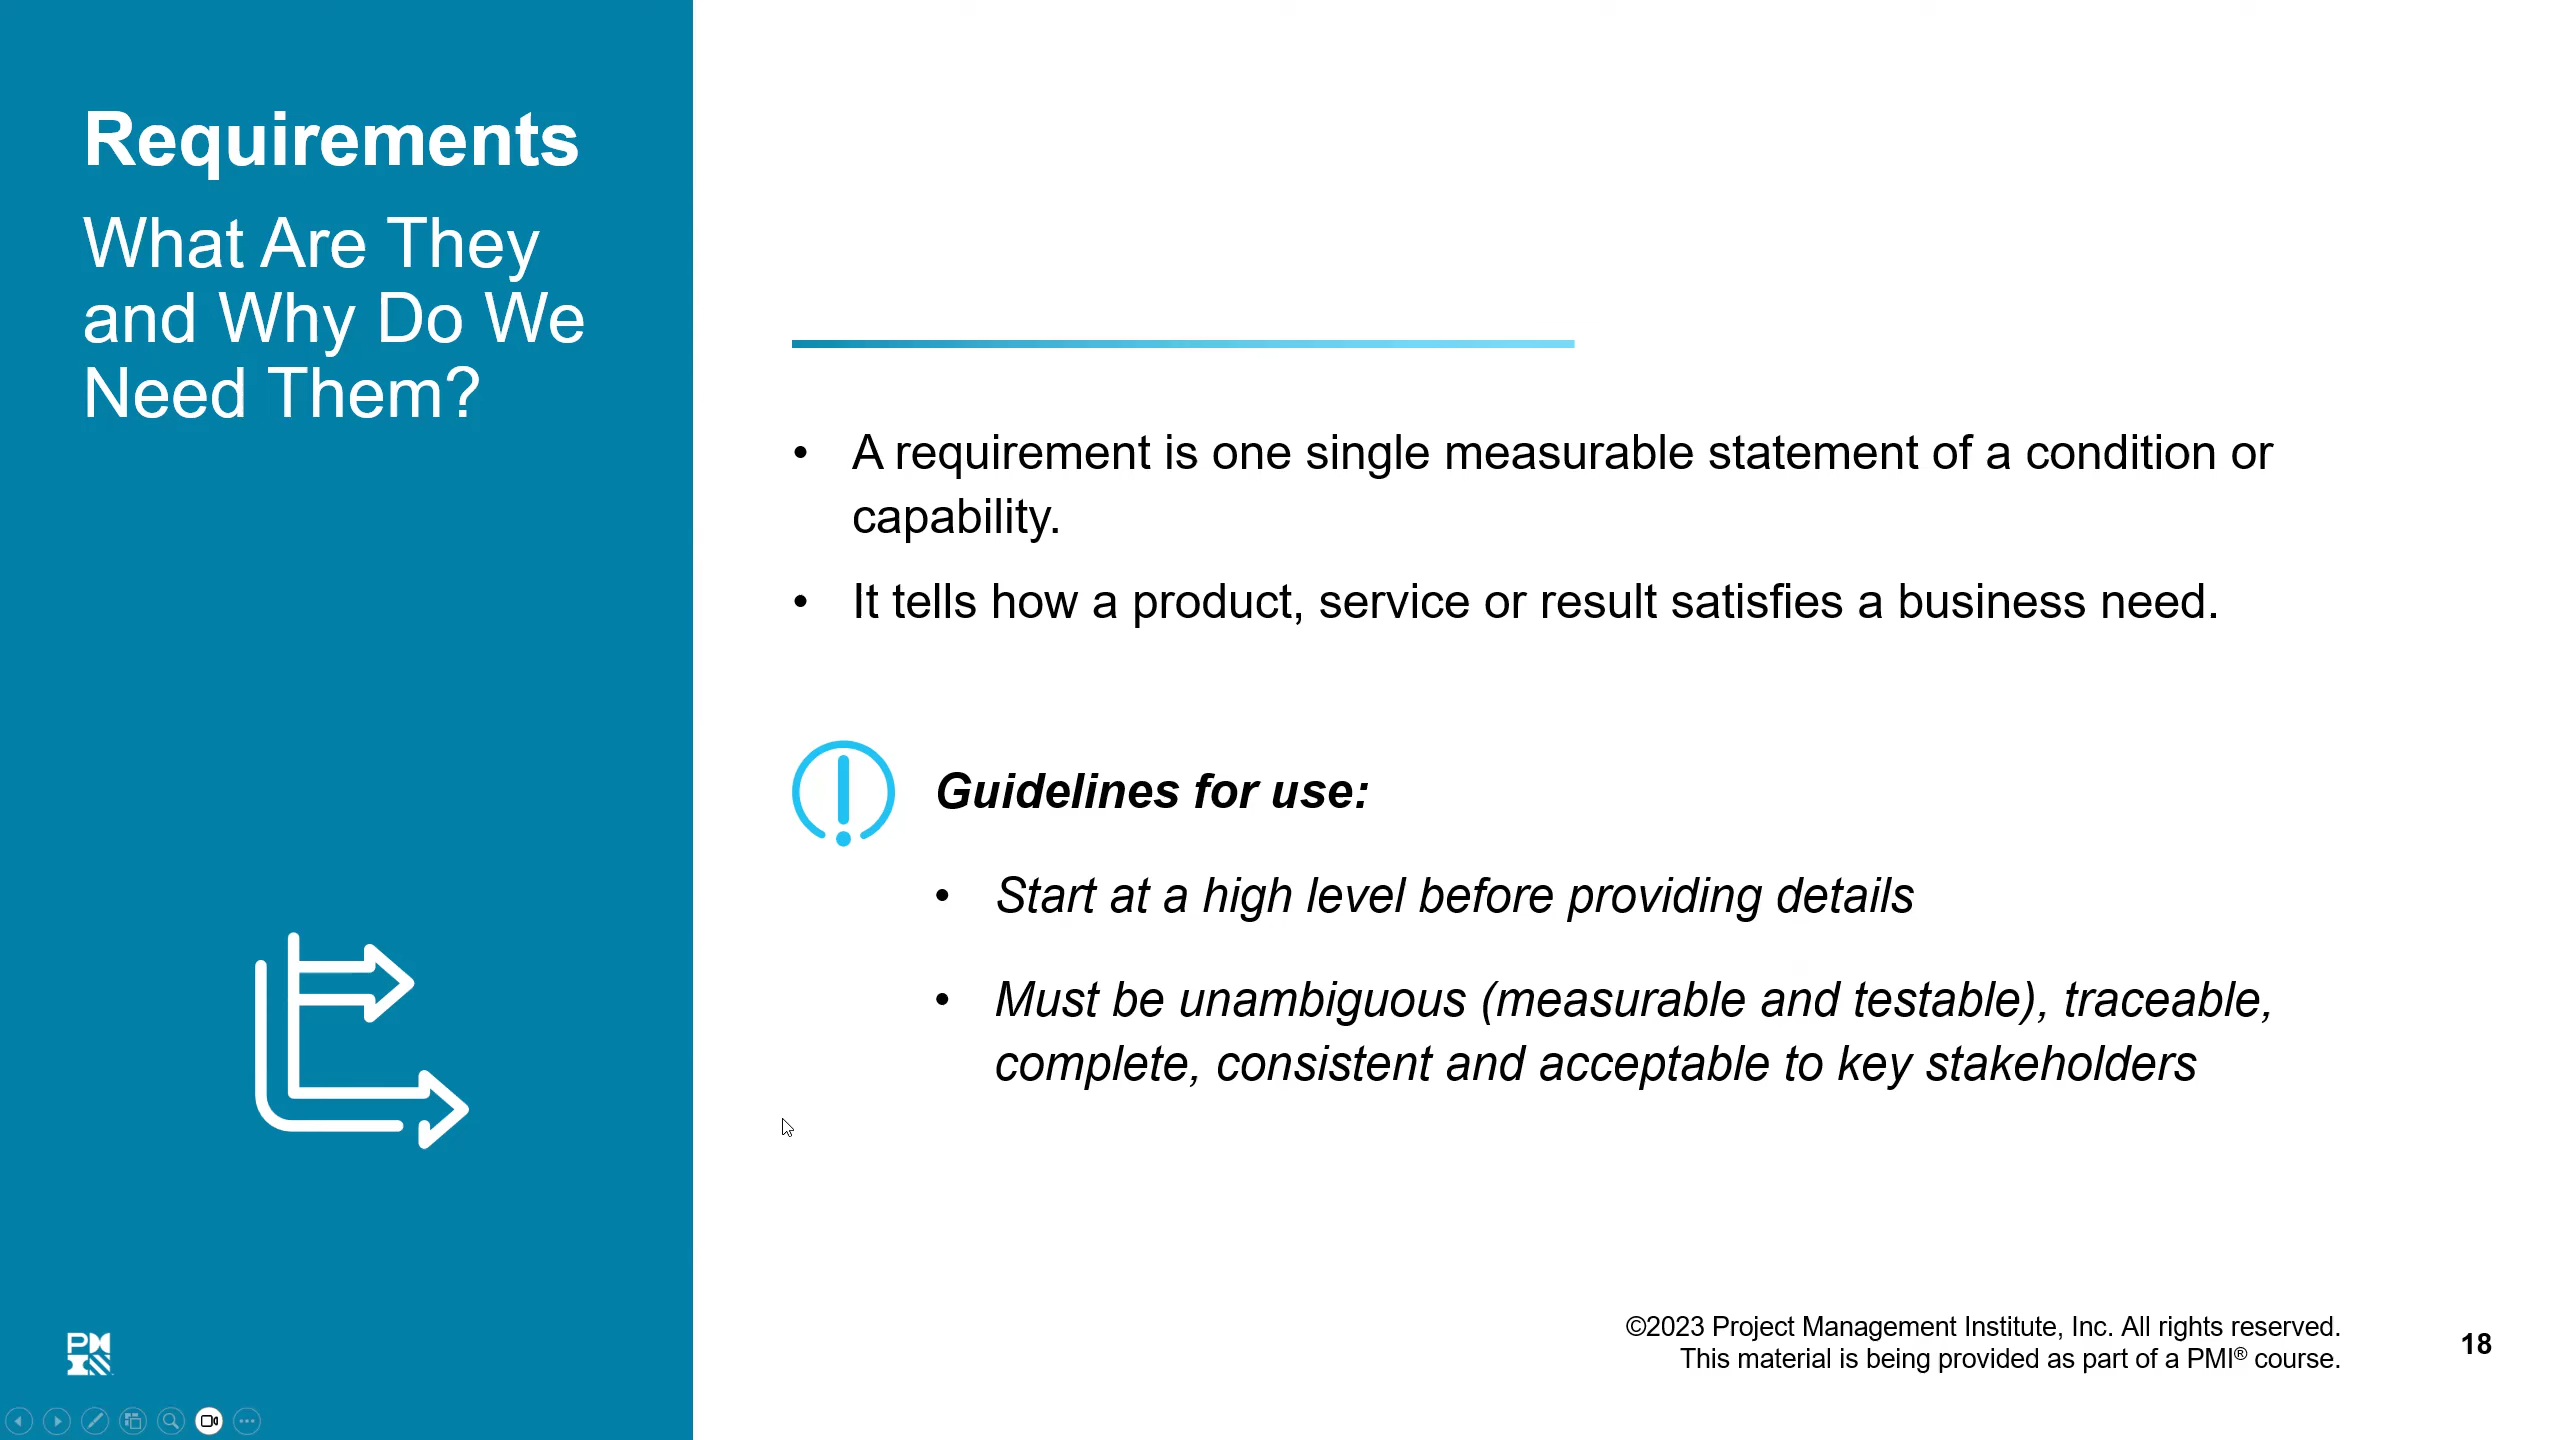 Requirements
What Are They
and Why Do We
Need Them?
• A requirement is one single measurable statement of a condition or
capability.
• It tells how a product, service or result satisfies a business need.
Guidelines for use:
• Start at a high level before providing details
• Must be unambiguous (measurable and testable), traceable,
complete, consistent and acceptable to key stakeholders
PMI
©2023 Project Management Institute, Inc. All rights reserved.
This material is being provided as part of a PMI® course.
18